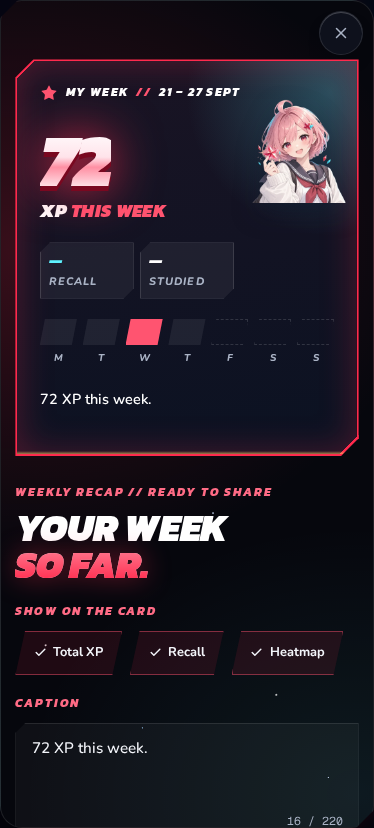 MY WEEK // 21 – 27 SEPT
72
XP THIS WEEK
–
RECALL
–
STUDIED
M T W T F S S
72 XP this week.
WEEKLY RECAP // READY TO SHARE
YOUR WEEK
SO FAR.
SHOW ON THE CARD
Total XP
Recall
Heatmap
CAPTION
72 XP this week.
16 / 220